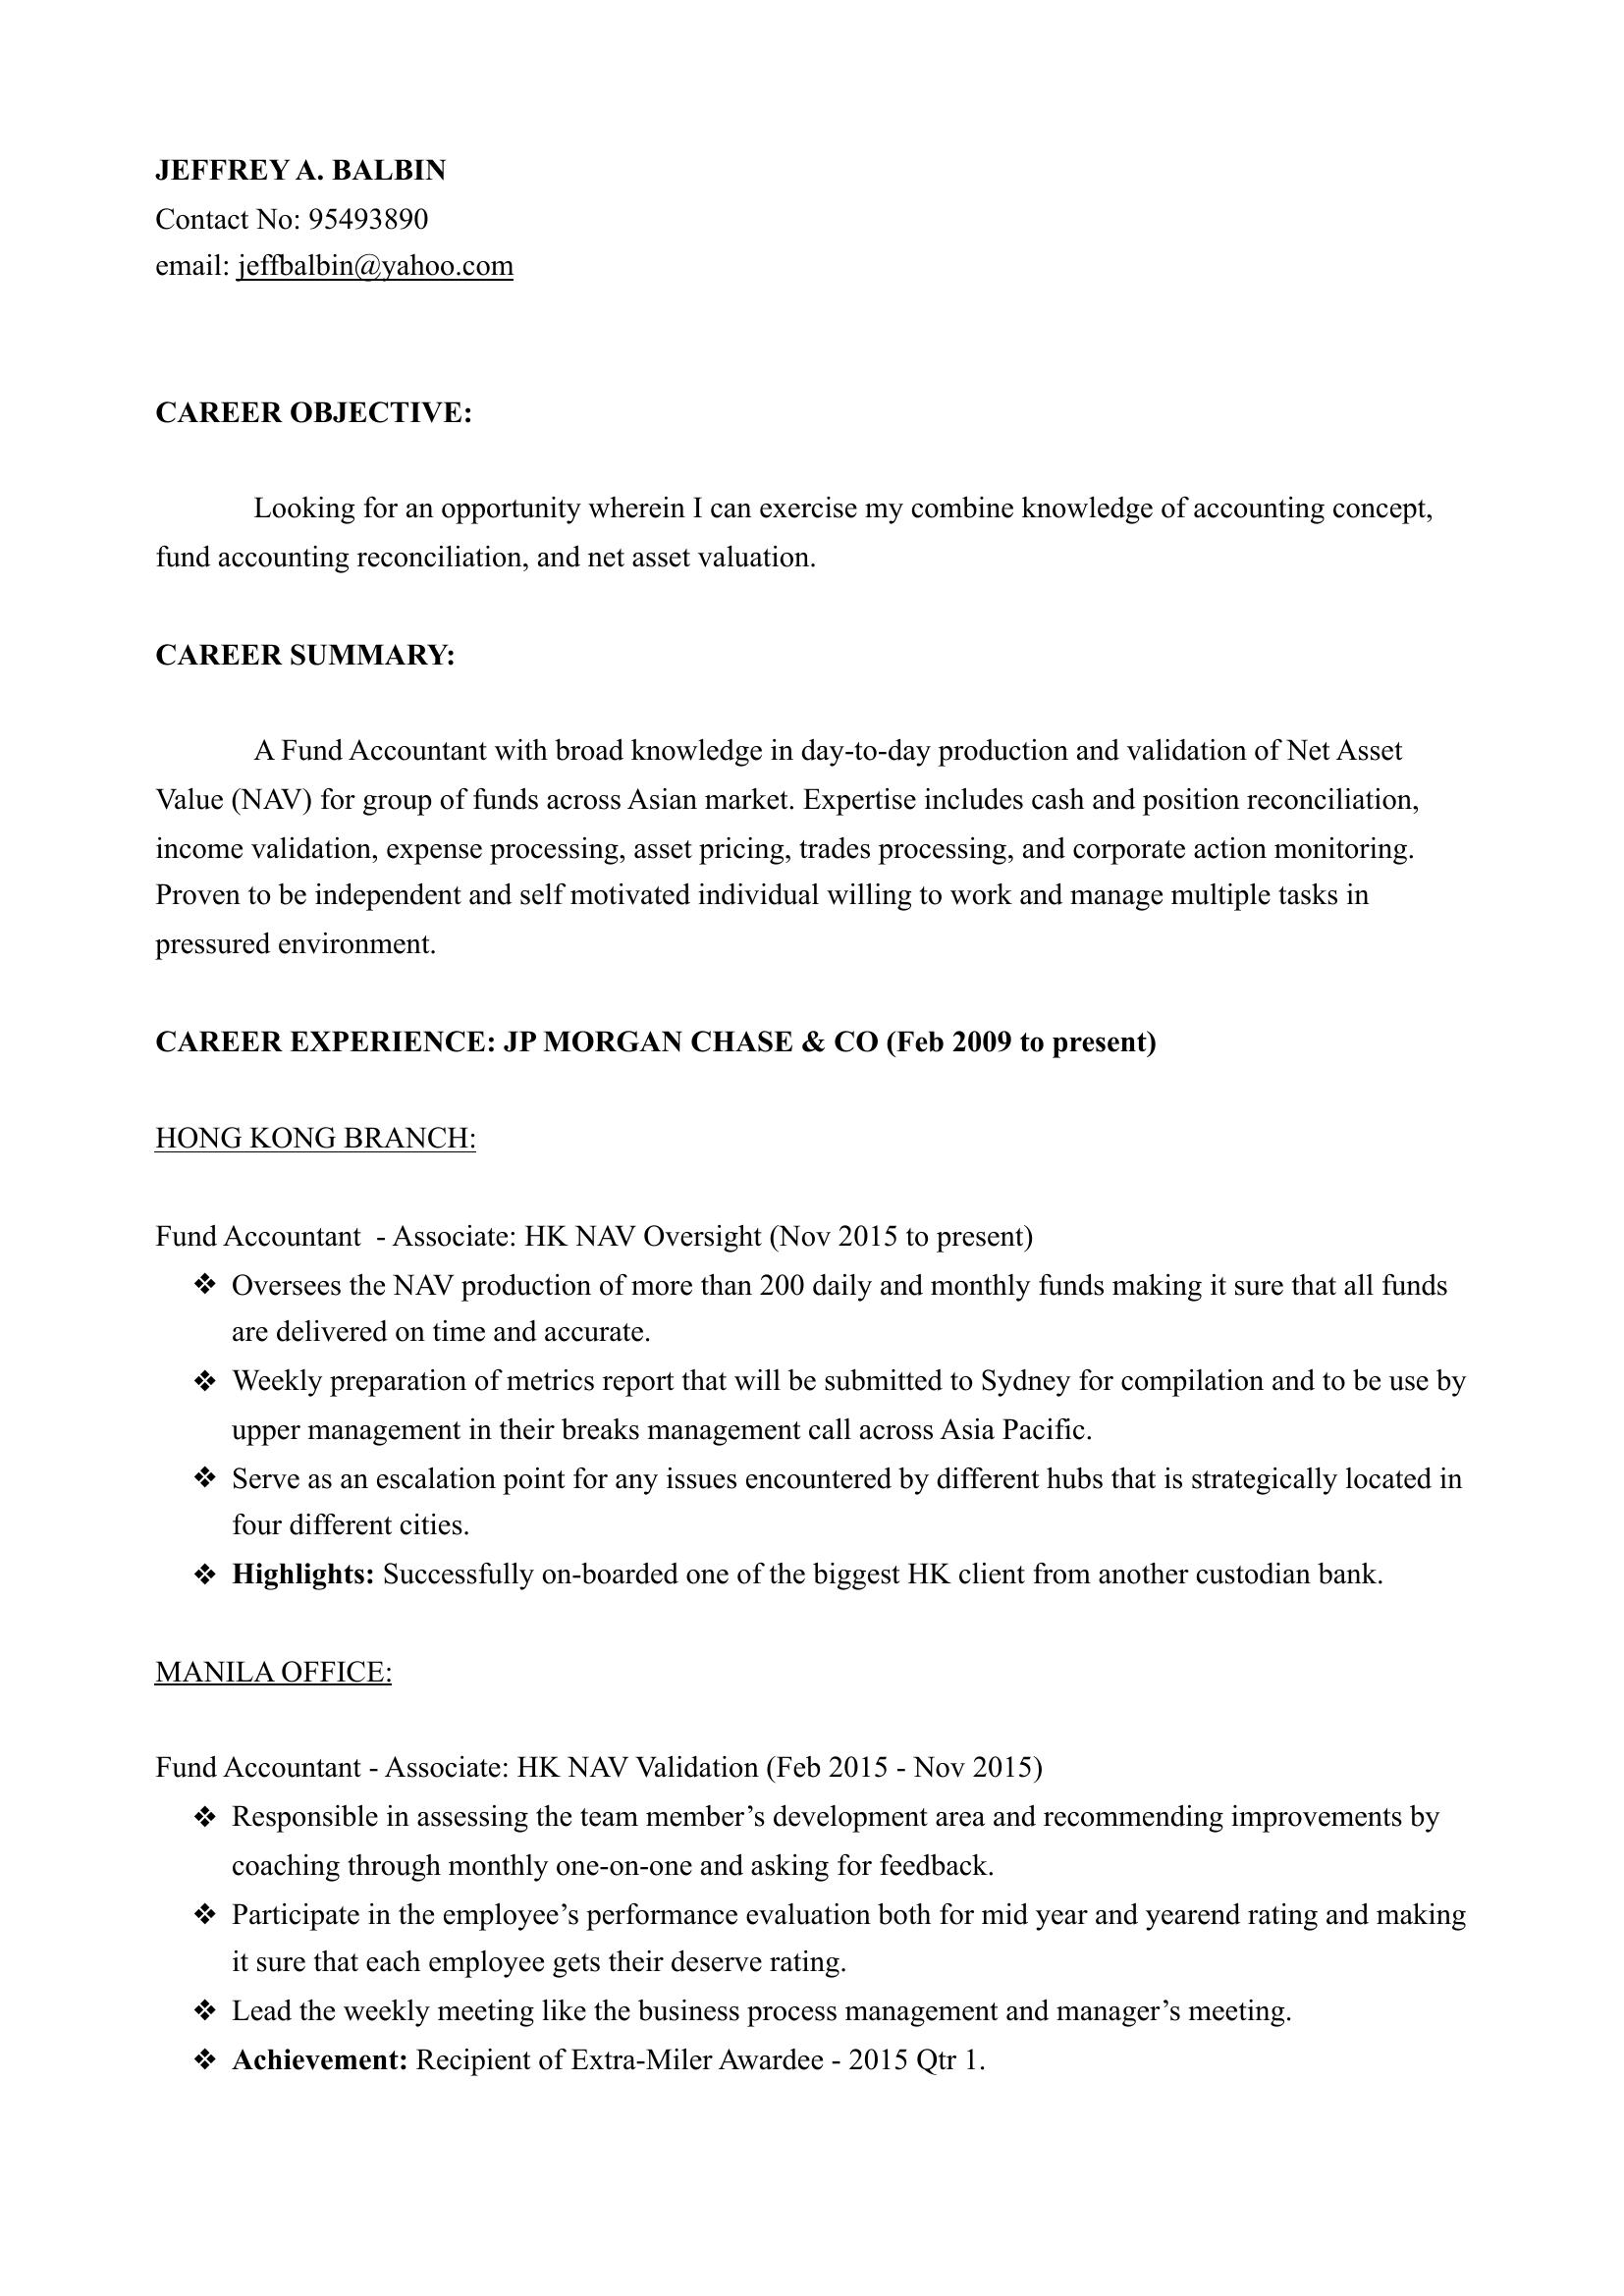 JEFFREY A. BALBIN
Contact No: 95493890
email: jeffbalbin@yahoo.com
CAREER OBJECTIVE:
Looking for an opportunity wherein I can exercise my combine knowledge of accounting concept,
fund accounting reconciliation, and net asset valuation.
CAREER SUMMARY:
A Fund Accountant with broad knowledge in day-to-day production and validation of Net Asset
Value (NAV) for group of funds across Asian market. Expertise includes cash and position reconciliation,
income validation, expense processing, asset pricing, trades processing, and corporate action monitoring.
Proven to be independent and self motivated individual willing to work and manage multiple tasks in
pressured environment.
CAREER EXPERIENCE: JP MORGAN CHASE & CO (Feb 2009 to present)
HONG KONG BRANCH:
Fund Accountant - Associate: HK NAV Oversight (Nov 2015 to present)
❖ Oversees the NAV production of more than 200 daily and monthly funds making it sure that all funds
are delivered on time and accurate.
❖ Weekly preparation of metrics report that will be submitted to Sydney for compilation and to be use by
upper management in their breaks management call across Asia Pacific.
❖ Serve as an escalation point for any issues encountered by different hubs that is strategically located in
four different cities.
❖ Highlights: Successfully on-boarded one of the biggest HK client from another custodian bank.
MANILA OFFICE:
Fund Accountant - Associate: HK NAV Validation (Feb 2015 - Nov 2015)
❖ Responsible in assessing the team member’s development area and recommending improvements by
coaching through monthly one-on-one and asking for feedback.
❖ Participate in the employee’s performance evaluation both for mid year and yearend rating and making
it sure that each employee gets their deserve rating.
❖ Lead the weekly meeting like the business process management and manager’s meeting.
❖ Achievement: Recipient of Extra-Miler Awardee - 2015 Qtr 1.